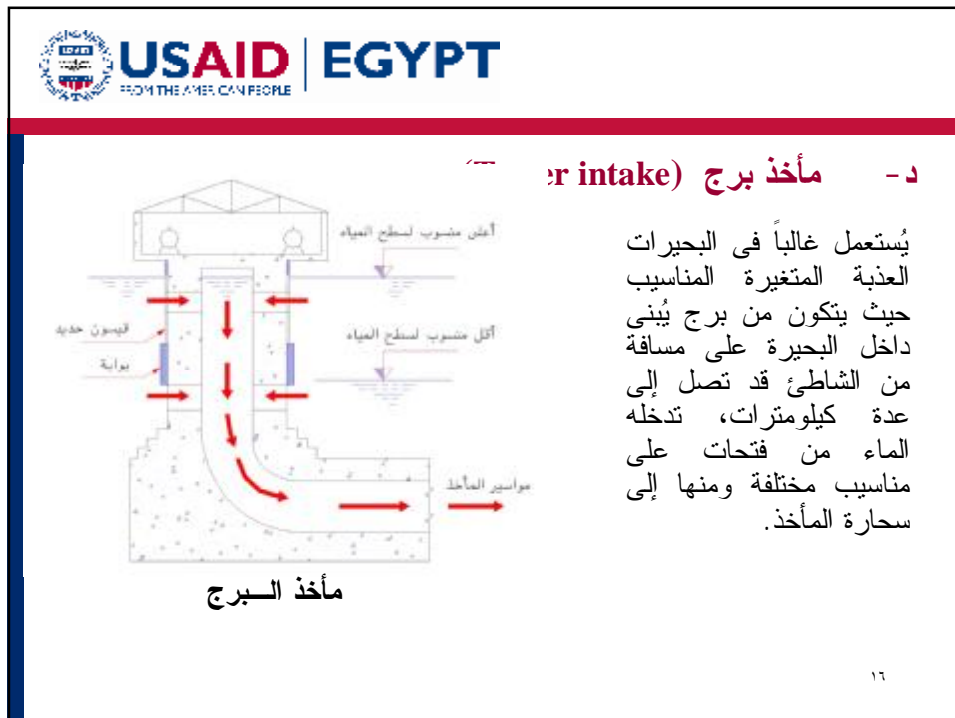 USAID | EGYPT
FROM THE AMERICAN PEOPLE
د - مأخذ برج (er intake
يُستعمل غالباً فى البحيرات
العذبة المتغيرة المناسيب
حيث يتكون من برج يُبنى
داخل البحيرة على مسافة
من الشاطئ قد تصل إلى
عدة كيلومترات، تدخله
الماء من فتحات على
مناسيب مختلفة ومنها إلى
سحارة المأخذ.
أعلى منسوب لسطح المياه
قيسون حديد
أقل منسوب لسطح المياه
بوابة
مواسير المأخذ
مأخذ الـــبرج
١٦